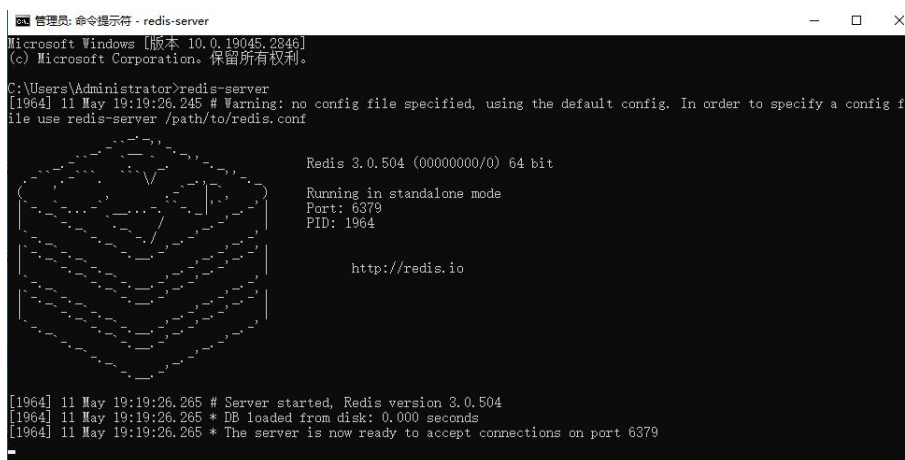 管理员: 命令提示符 - redis-server
Microsoft Windows [版本 10.0.19045.2846]
(c) Microsoft Corporation。保留所有权利。
C:\Users\Administrator>redis-server
[1964] 11 May 19:19:26.245 # Warning: no config file specified, using the default config. In order to specify a config f
ile use redis-server /path/to/redis.conf
Redis 3.0.504 (00000000/0) 64 bit
Running in standalone mode
Port: 6379
PID: 1964
http://redis.io
[1964] 11 May 19:19:26.265 # Server started, Redis version 3.0.504
[1964] 11 May 19:19:26.265 * DB loaded from disk: 0.000 seconds
[1964] 11 May 19:19:26.265 * The server is now ready to accept connections on port 6379